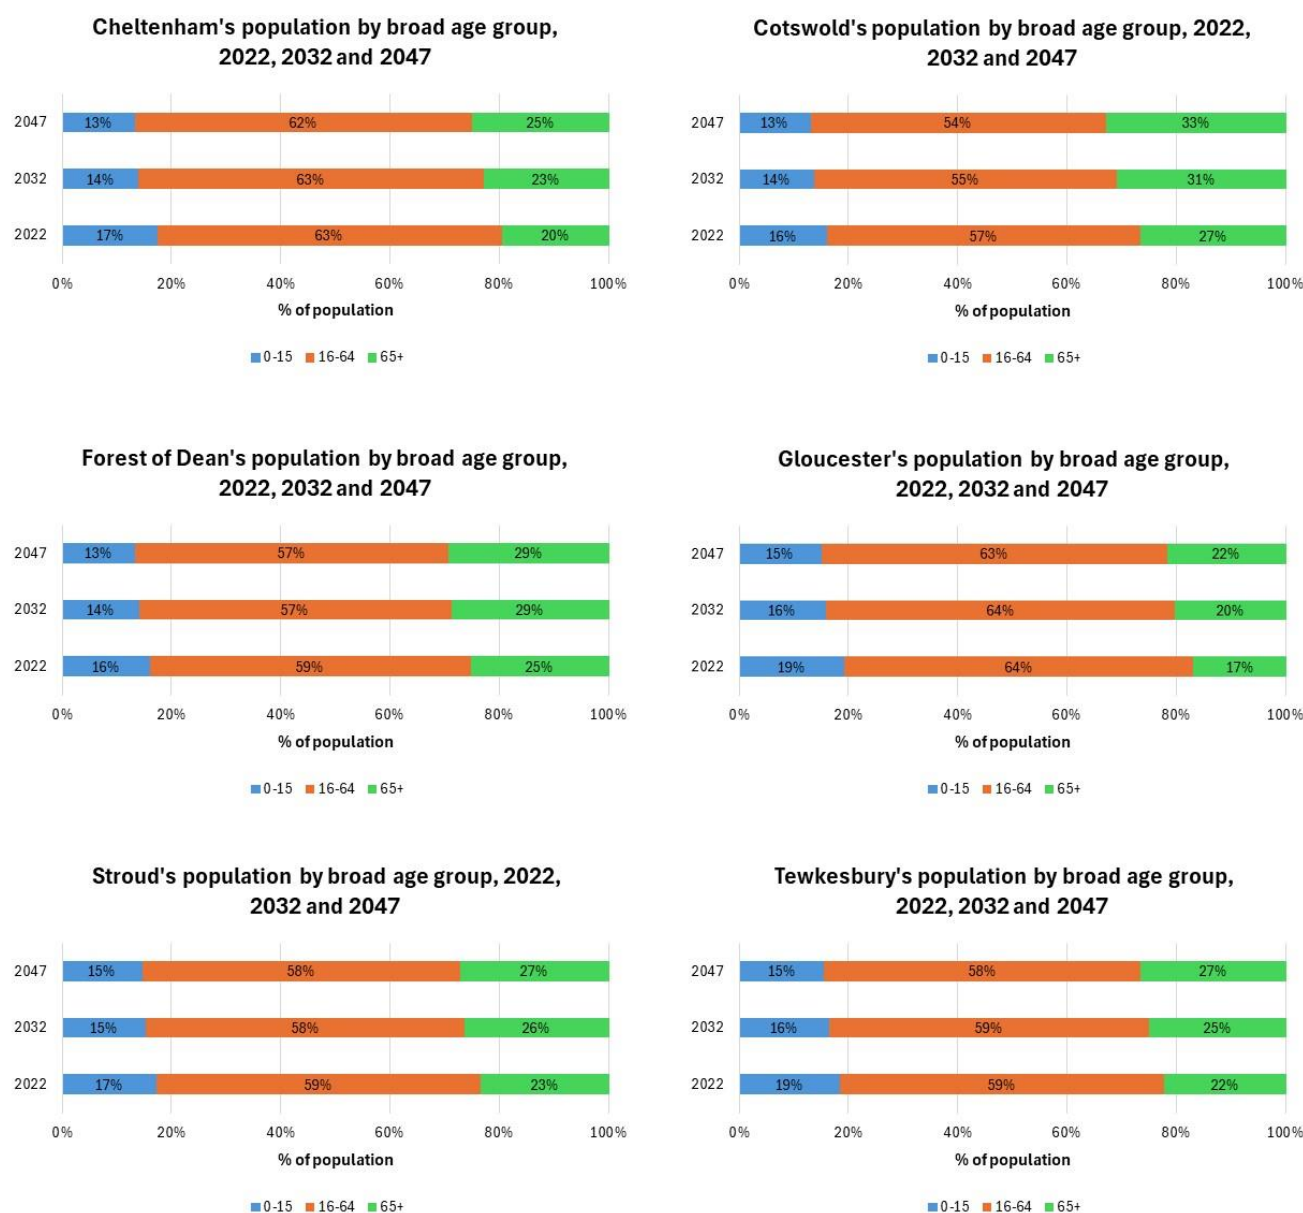 Cheltenham's population by broad age group,
2022, 2032 and 2047
2047 13% 62% 25%
2032 14% 63% 23%
2022 17% 63% 20%
0% 20% 40% 60% 80% 100%
% of population
0-15 16-64 65+
Cotswold's population by broad age group, 2022,
2032 and 2047
2047 13% 54% 33%
2032 14% 55% 31%
2022 16% 57% 27%
0% 20% 40% 60% 80% 100%
% of population
0-15 16-64 65+
Forest of Dean's population by broad age group,
2022, 2032 and 2047
2047 13% 57% 29%
2032 14% 57% 29%
2022 16% 59% 25%
0% 20% 40% 60% 80% 100%
% of population
0-15 16-64 65+
Gloucester's population by broad age group,
2022, 2032 and 2047
2047 15% 63% 22%
2032 16% 64% 20%
2022 19% 64% 17%
0% 20% 40% 60% 80% 100%
% of population
0-15 16-64 65+
Stroud's population by broad age group, 2022,
2032 and 2047
2047 15% 58% 27%
2032 15% 58% 26%
2022 17% 59% 23%
0% 20% 40% 60% 80% 100%
% of population
0-15 16-64 65+
Tewkesbury's population by broad age group,
2022, 2032 and 2047
2047 15% 58% 27%
2032 16% 59% 25%
2022 19% 59% 22%
0% 20% 40% 60% 80% 100%
% of population
0-15 16-64 65+